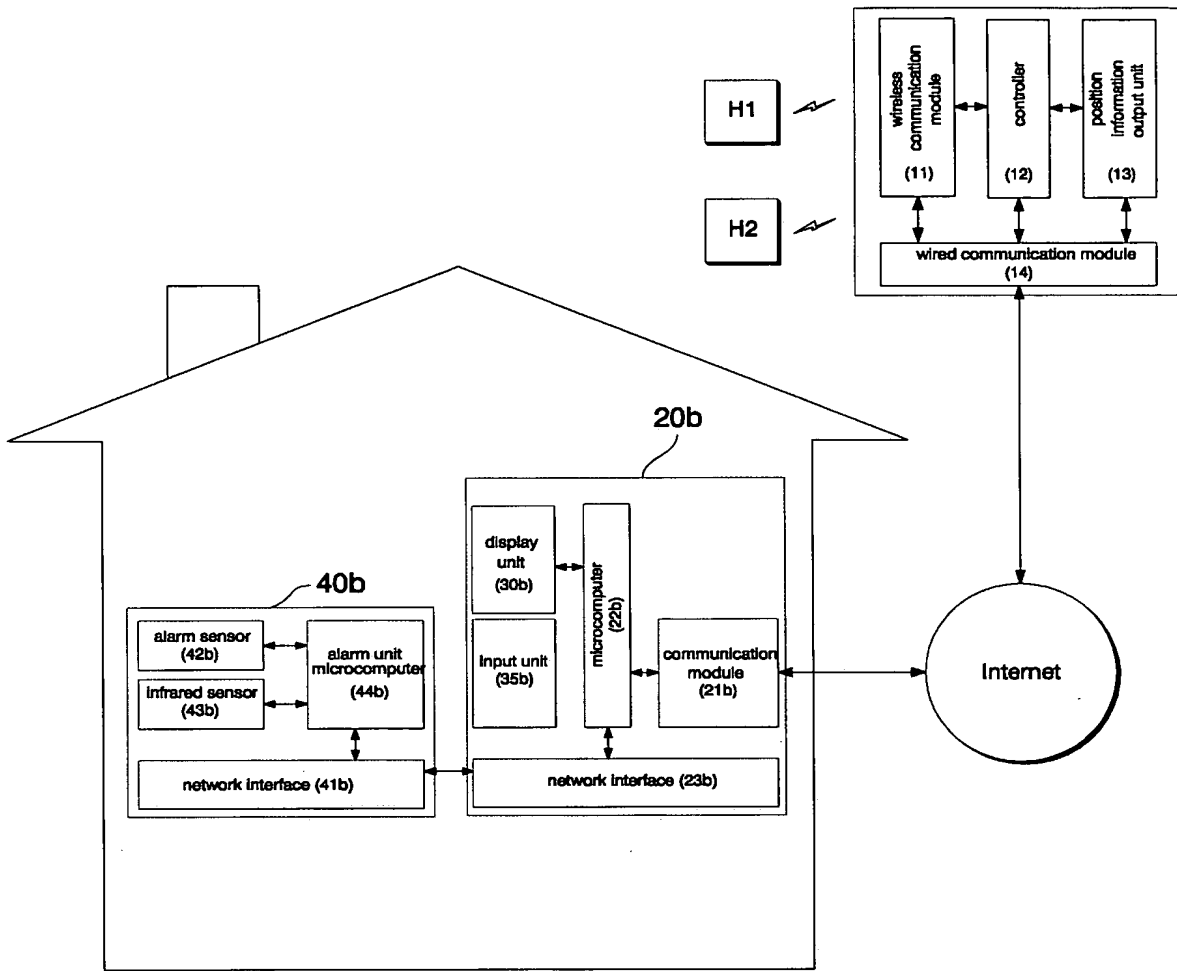 wireless
communication
module
(11)
controller
(12)
position
information
output unit
(13)
H1
H2
wired communication module
(14)
20b
display
unit
(30b)
microcomputer
(22b)
40b
alarm sensor
(42b)
alarm unit
microcomputer
(44b)
input unit
(35b)
communication
module
(21b)
Internet
infrared sensor
(43b)
network interface (41b)
network interface (23b)